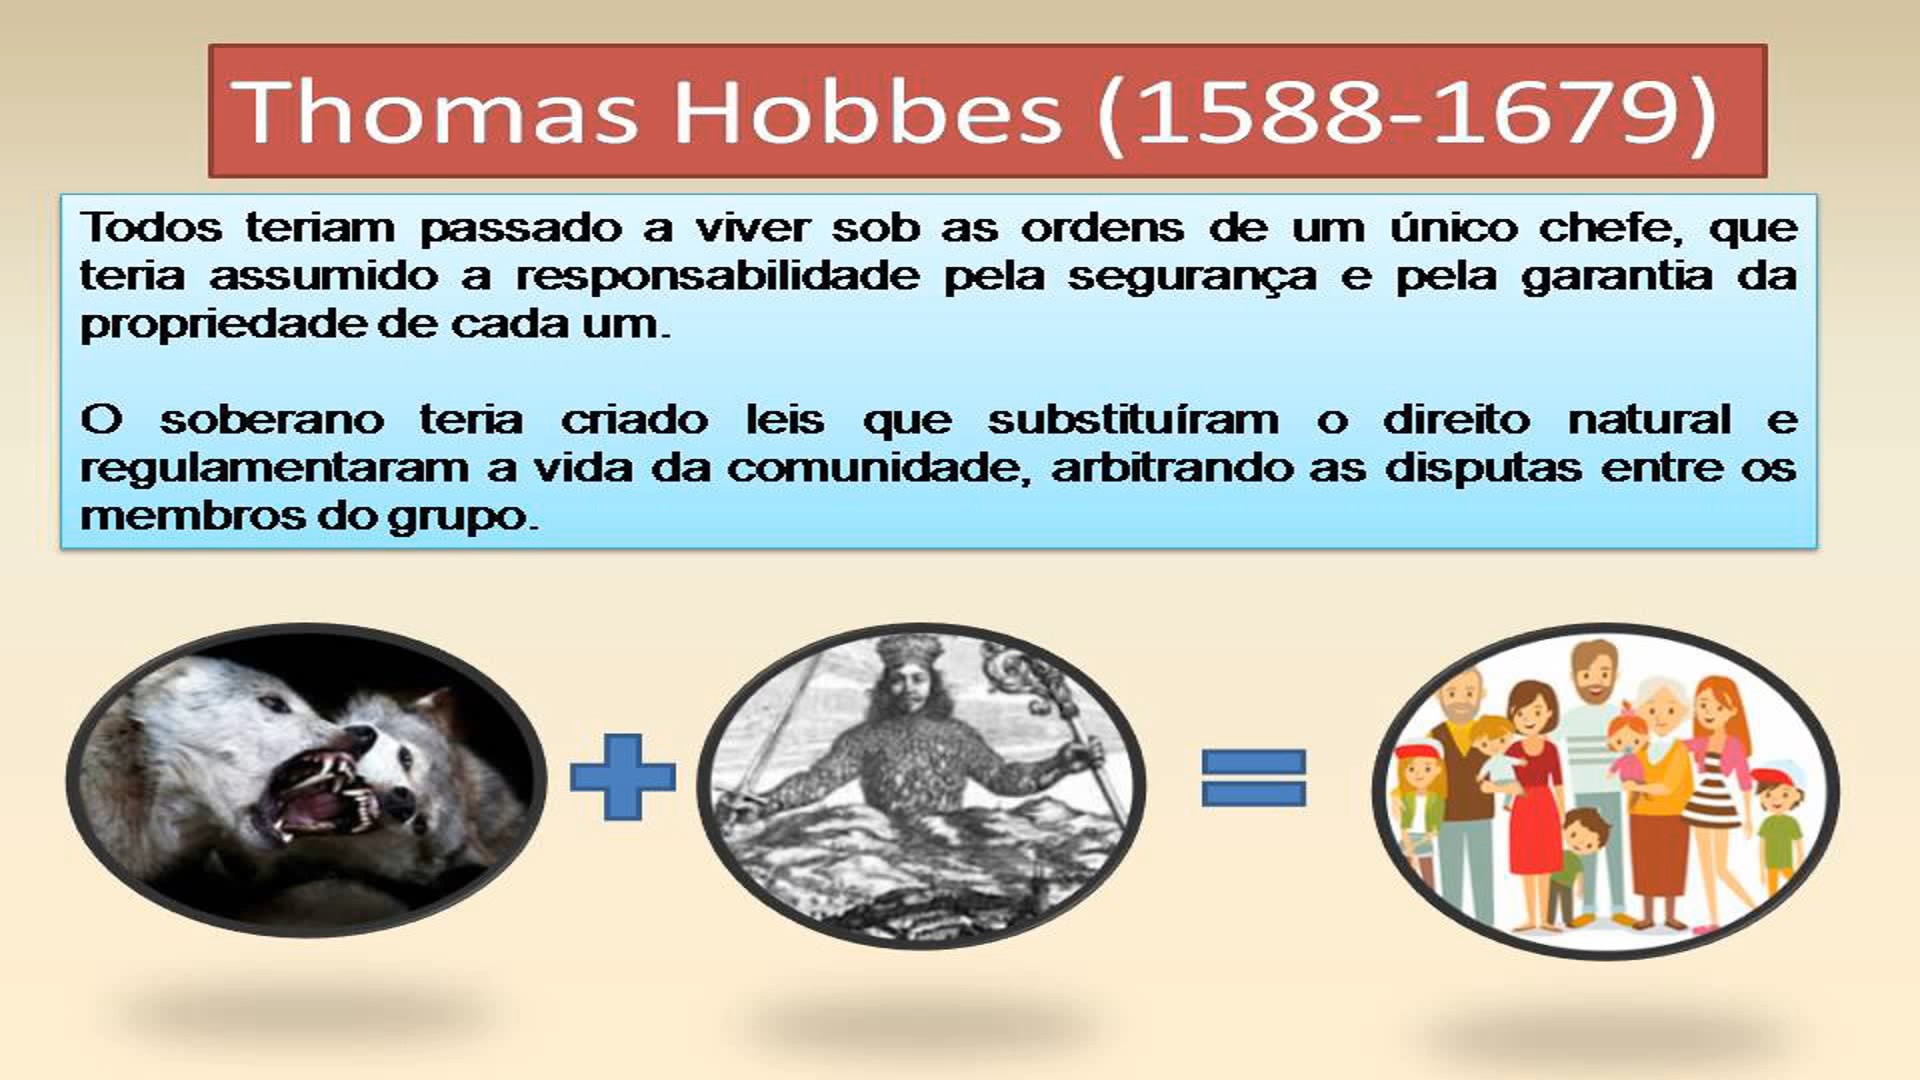 Thomas Hobbes (1588-1679)
Todos teriam passado a viver sob as ordens de um único chefe, que
teria assumido a responsabilidade pela segurança e pela garantia da
propriedade de cada um.
O soberano teria criado leis que substituíram o direito natural e
regulamentaram a vida da comunidade, arbitrando as disputas entre os
membros do grupo.